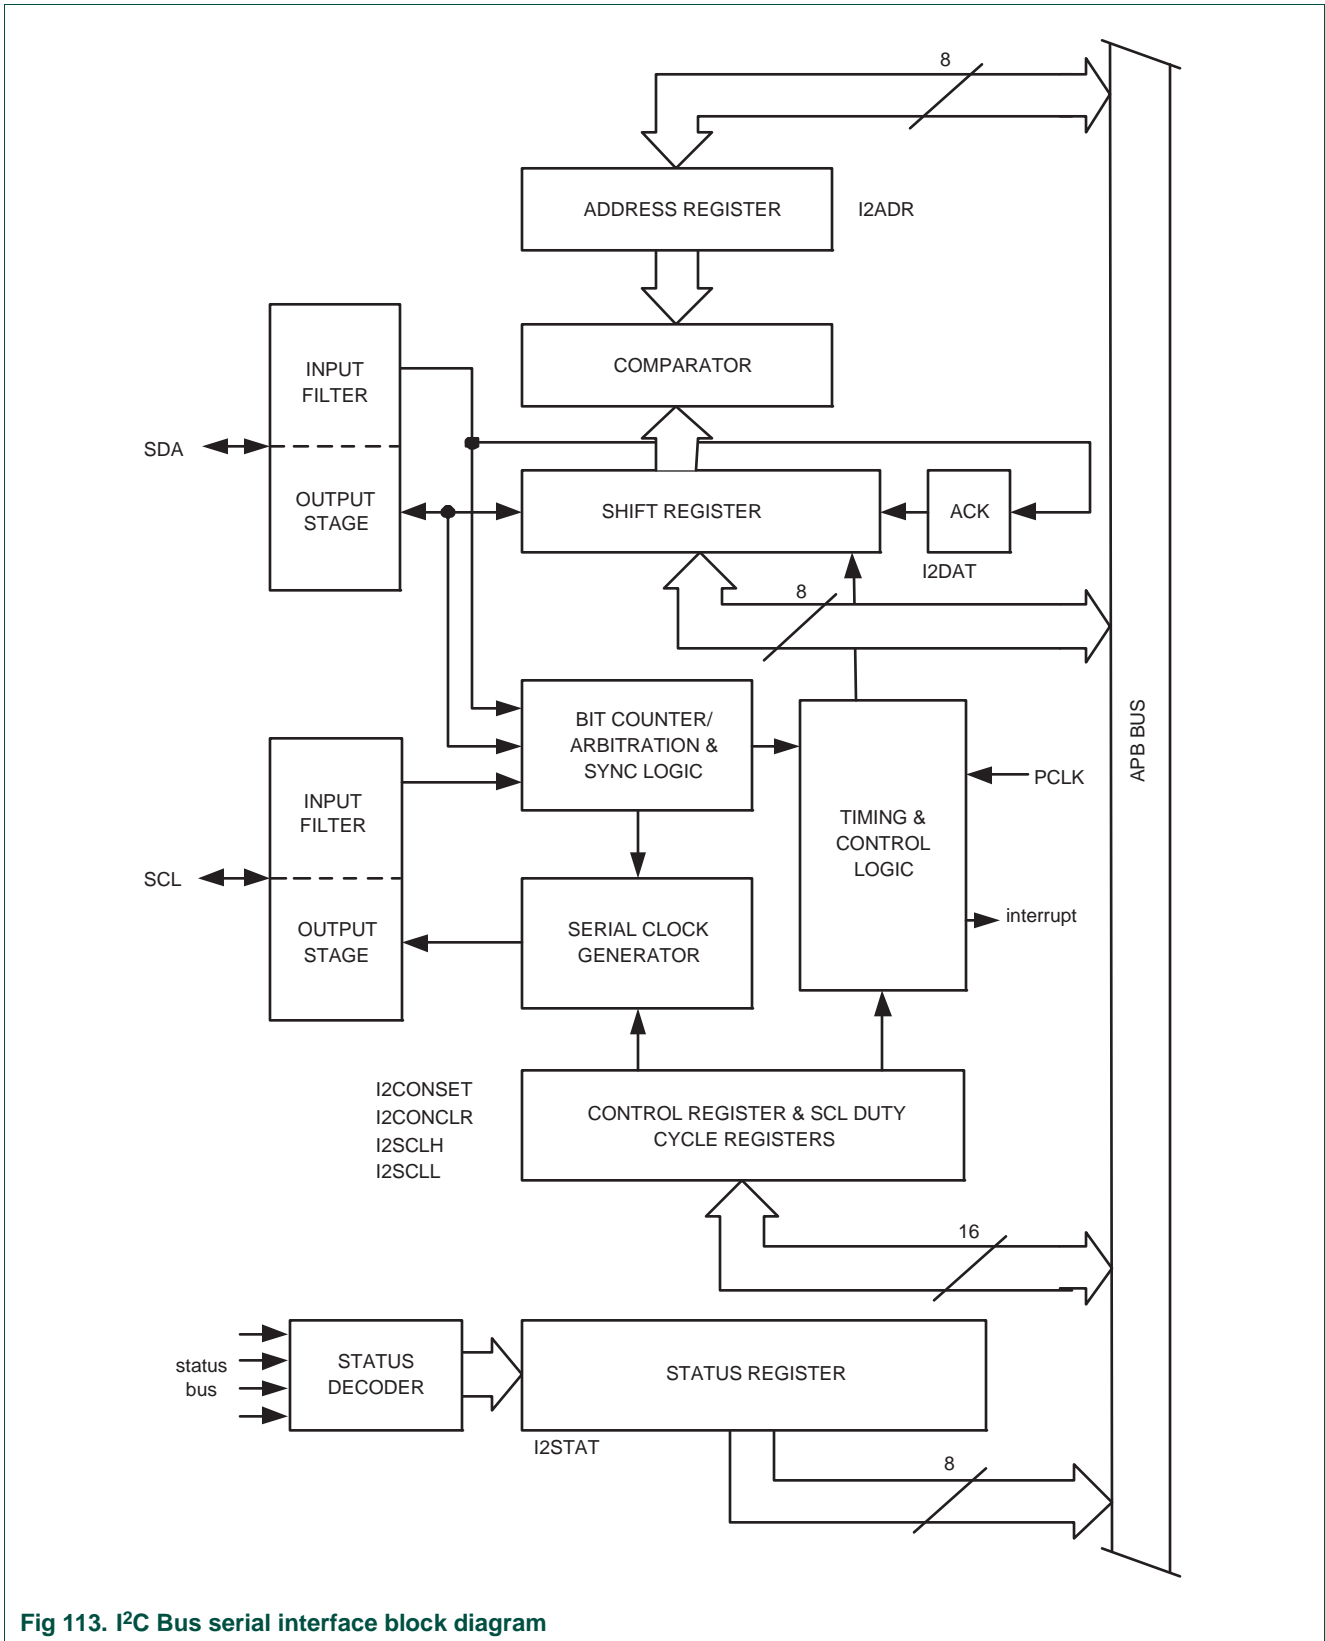 8
ADDRESS REGISTER
I2ADR
COMPARATOR
INPUT
FILTER
SDA
OUTPUT
STAGE
SHIFT REGISTER
ACK
I2DAT
8
BIT COUNTER/
ARBITRATION &
SYNC LOGIC
APB BUS
PCLK
INPUT
FILTER
TIMING &
CONTROL
LOGIC
SCL
OUTPUT
STAGE
SERIAL CLOCK
GENERATOR
interrupt
I2CONSET
I2CONCLR
I2SCLH
I2SCLL
CONTROL REGISTER & SCL DUTY
CYCLE REGISTERS
16
status
bus
STATUS
DECODER
STATUS REGISTER
I2STAT
8
Fig 113. I²C Bus serial interface block diagram